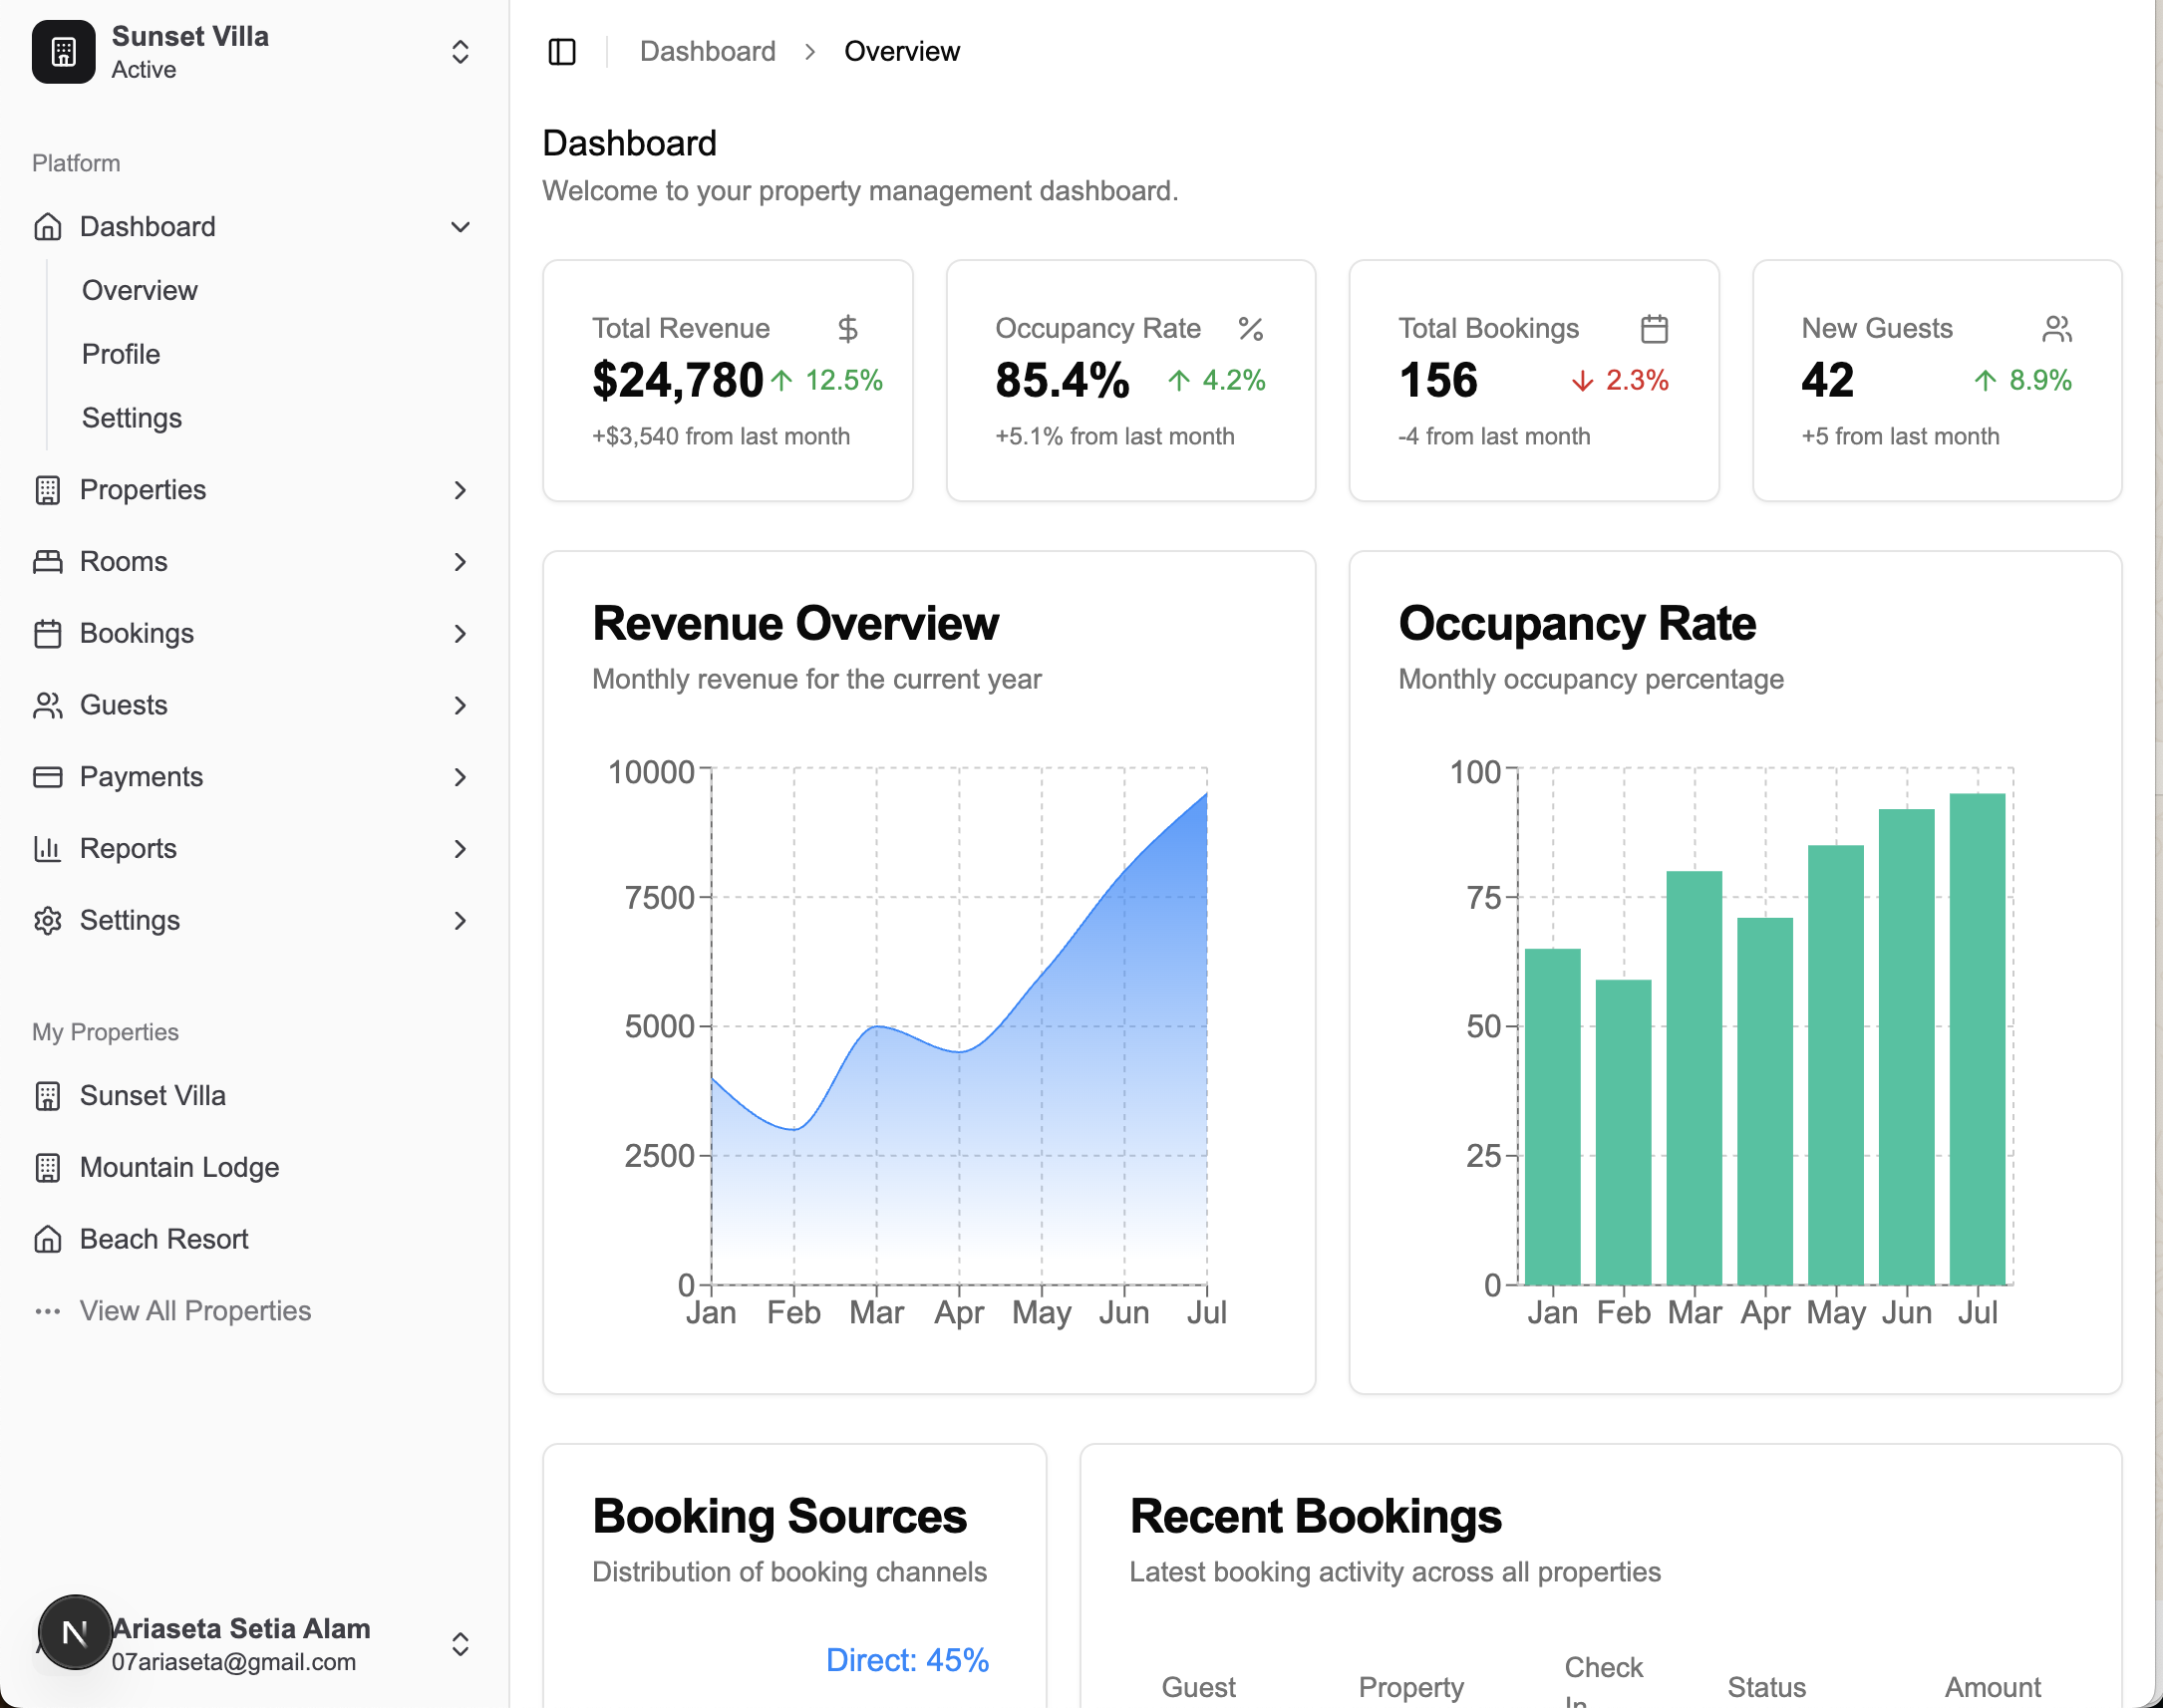 Sunset Villa
Active
Platform
Dashboard
Overview
Profile
Settings
Properties
Rooms
Bookings
Guests
Payments
Reports
Settings
My Properties
Sunset Villa
Mountain Lodge
Beach Resort
View All Properties
N
Ariaseta Setia Alam
07ariaseta@gmail.com
Dashboard > Overview
Dashboard
Welcome to your property management dashboard.
Total Revenue $
$24,780 ↑ 12.5%
+$3,540 from last month
Occupancy Rate %
85.4% ↑ 4.2%
+5.1% from last month
Total Bookings
156 ↓ 2.3%
-4 from last month
New Guests
42 ↑ 8.9%
+5 from last month
Revenue Overview
Monthly revenue for the current year
10000
7500
5000
2500
0
Jan Feb Mar Apr May Jun Jul
Occupancy Rate
Monthly occupancy percentage
100
75
50
25
0
Jan Feb Mar Apr May Jun Jul
Booking Sources
Distribution of booking channels
Direct: 45%
Recent Bookings
Latest booking activity across all properties
Guest Property Check In Status Amount